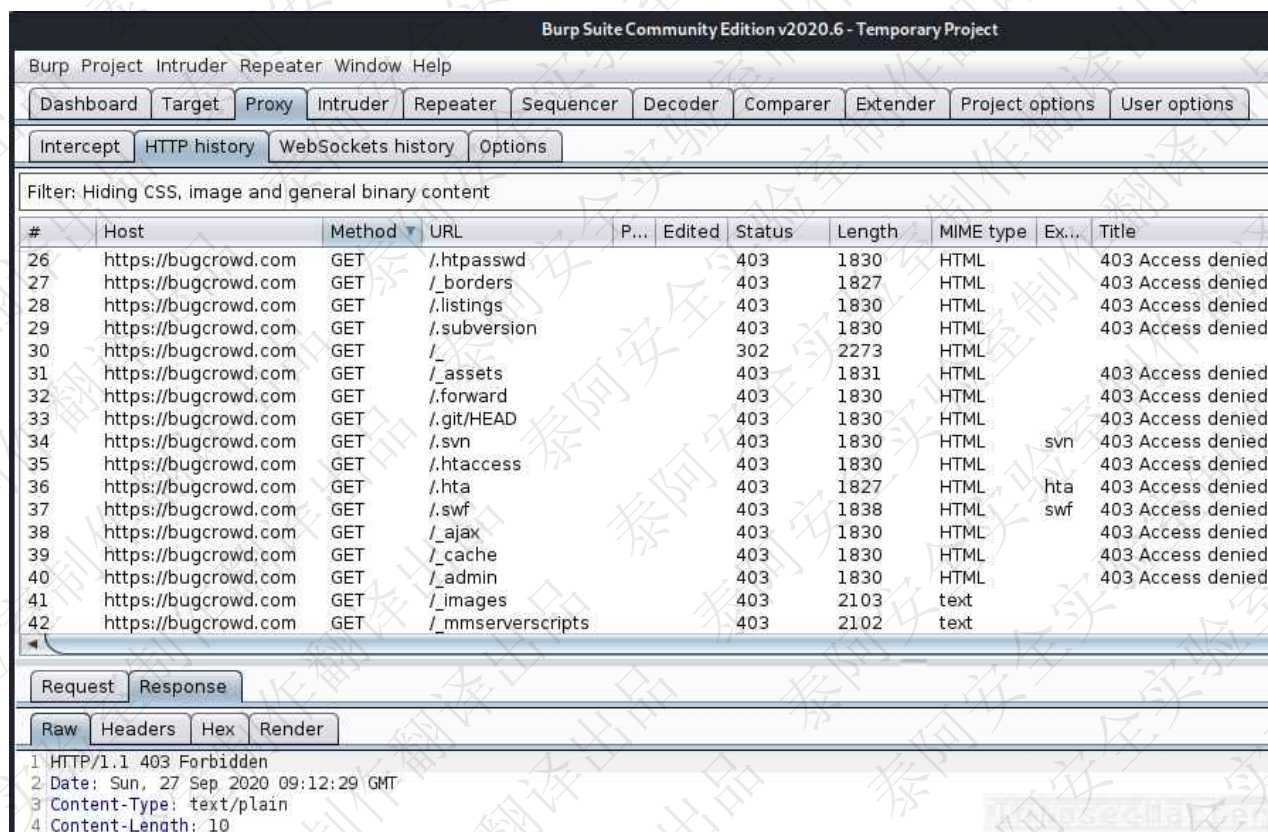 Burp Suite Community Edition v2020.6 - Temporary Project
Burp Project Intruder Repeater Window Help
Dashboard Target Proxy Intruder Repeater Sequencer Decoder Comparer Extender Project options User options
Intercept HTTP history WebSockets history Options
Filter: Hiding CSS, image and general binary content
# Host Method URL P... Edited Status Length MIME type Ex... Title
26 https://bugcrowd.com GET /.htpasswd 403 1830 HTML 403 Access denied
27 https://bugcrowd.com GET /_borders 403 1827 HTML 403 Access denied
28 https://bugcrowd.com GET /.listings 403 1830 HTML 403 Access denied
29 https://bugcrowd.com GET /.subversion 403 1830 HTML 403 Access denied
30 https://bugcrowd.com GET /_ 302 2273 HTML
31 https://bugcrowd.com GET /_assets 403 1831 HTML 403 Access denied
32 https://bugcrowd.com GET /.forward 403 1830 HTML 403 Access denied
33 https://bugcrowd.com GET /.git/HEAD 403 1830 HTML 403 Access denied
34 https://bugcrowd.com GET /.svn 403 1830 HTML svn 403 Access denied
35 https://bugcrowd.com GET /.htaccess 403 1830 HTML 403 Access denied
36 https://bugcrowd.com GET /.hta 403 1827 HTML hta 403 Access denied
37 https://bugcrowd.com GET /.swf 403 1838 HTML swf 403 Access denied
38 https://bugcrowd.com GET /_ajax 403 1830 HTML 403 Access denied
39 https://bugcrowd.com GET /_cache 403 1830 HTML 403 Access denied
40 https://bugcrowd.com GET /_admin 403 1830 HTML 403 Access denied
41 https://bugcrowd.com GET /_images 403 2103 text
42 https://bugcrowd.com GET /_mmserverscripts 403 2102 text
Request Response
Raw Headers Hex Render
1 HTTP/1.1 403 Forbidden
2 Date: Sun, 27 Sep 2020 09:12:29 GMT
3 Content-Type: text/plain
4 Content-Length: 10
泰阿安全实验室制作翻译出品